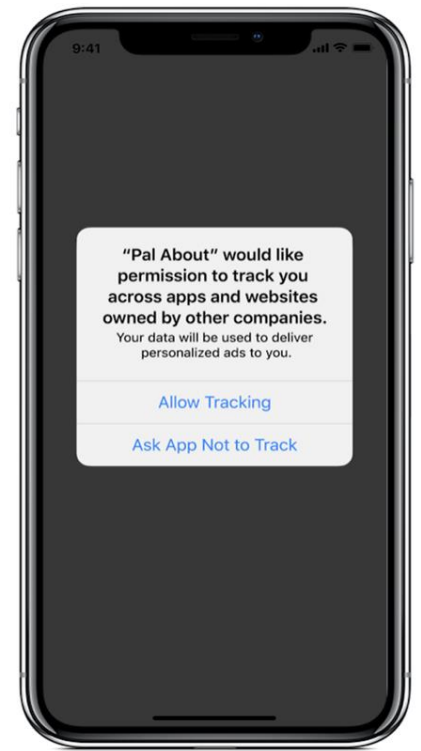 9:41
“Pal About” would like
permission to track you
across apps and websites
owned by other companies.
Your data will be used to deliver
personalized ads to you.
Allow Tracking
Ask App Not to Track